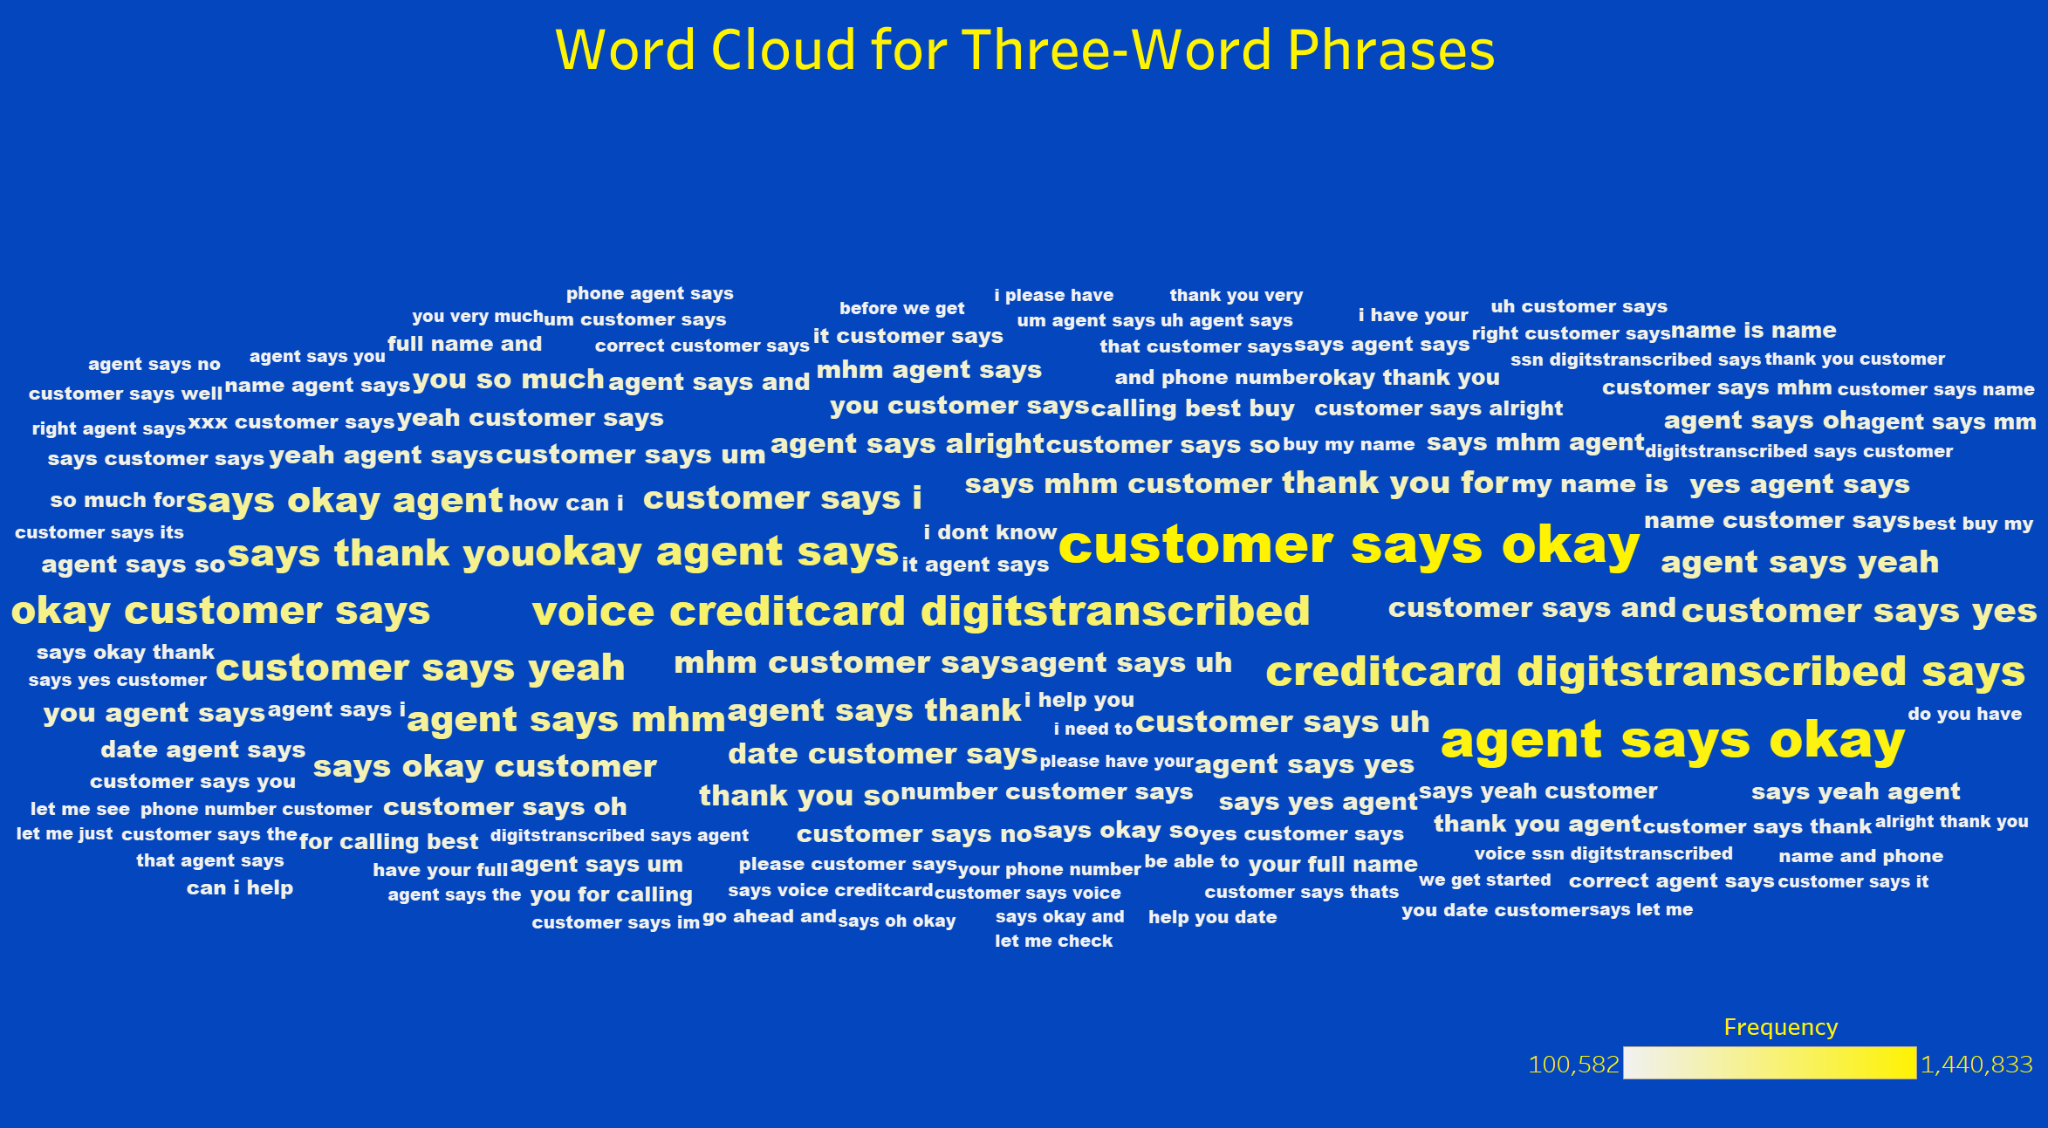 Word Cloud for Three-Word Phrases
phone agent says
i please have
thank you very
before we get
you very much
um customer says
um agent says
uh agent says
i have your
uh customer says
full name and
correct customer says
it customer says
that customer says
says agent says
right customer says
name is name
agent says no
agent says you
ssn digitstranscribed says
thank you customer
customer says well
name agent says
you so much
agent says and
mhm agent says
and phone number
okay thank you
customer says mhm
customer says name
right agent says
xxx customer says
yeah customer says
you customer says
calling best buy
customer says alright
agent says oh
agent says mm
says customer says
yeah agent says
customer says um
agent says alright
customer says so
buy my name
says mhm agent
digitstranscribed says customer
so much for
says okay agent
how can i
customer says i
says mhm customer
thank you for
my name is
yes agent says
customer says its
i dont know
customer says okay
name customer says
best buy my
agent says so
says thank you
okay agent says
it agent says
agent says yeah
okay customer says
voice creditcard digitstranscribed
customer says and
customer says yes
says okay thank
says yes customer
customer says yeah
mhm customer says
agent says uh
creditcard digitstranscribed says
you agent says
agent says i
agent says mhm
agent says thank
i help you
i need to
customer says uh
agent says okay
do you have
date agent says
says okay customer
date customer says
please have your
agent says yes
customer says you
let me see
phone number customer
customer says oh
thank you so
number customer says
says yes agent
says yeah customer
says yeah agent
let me just
customer says the
for calling best
digitstranscribed says agent
customer says no
says okay so
yes customer says
thank you agent
customer says thank
alright thank you
that agent says
have your full
agent says um
please customer says
your phone number
be able to
your full name
voice ssn digitstranscribed
name and phone
can i help
agent says the
you for calling
says voice creditcard
customer says voice
customer says thats
we get started
correct agent says
customer says it
customer says im
go ahead and
says oh okay
says okay and
help you date
you date customer
says let me
let me check
Frequency
100,582
1,440,833